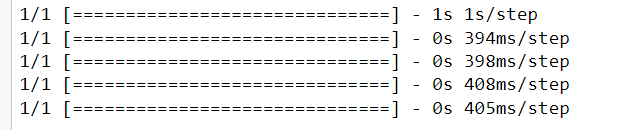 1/1 [==============================] - 1s 1s/step
1/1 [==============================] - 0s 394ms/step
1/1 [==============================] - 0s 398ms/step
1/1 [==============================] - 0s 408ms/step
1/1 [==============================] - 0s 405ms/step